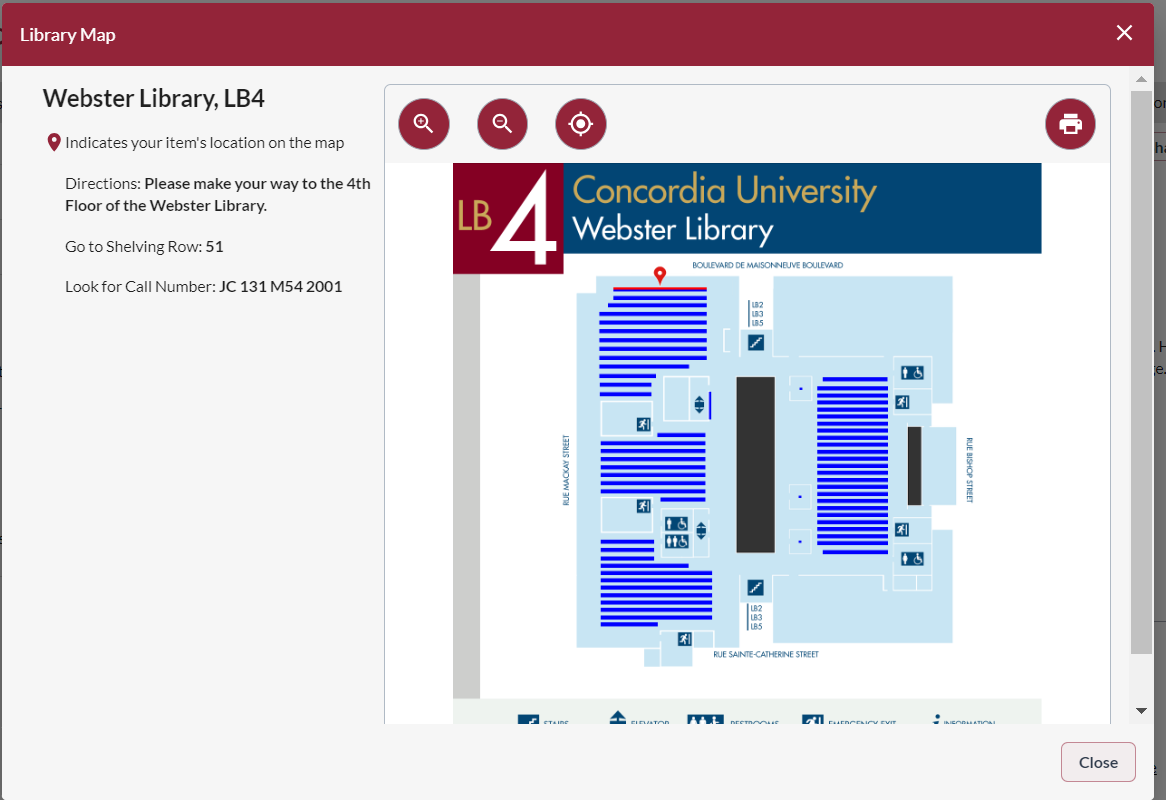 Library Map
Webster Library, LB4
Indicates your item's location on the map
Directions: Please make your way to the 4th
Floor of the Webster Library.
Go to Shelving Row: 51
Look for Call Number: JC 131 M54 2001
LB 4
Concordia University
Webster Library
BOULEVARD DE MAISONNEUVE BOULEVARD
LB2
LB3
LB5
RUE MACKAY STREET
RUE BISHOP STREET
LB2
LB3
LB5
RUE SAINTE-CATHERINE STREET
STAIRS ELEVATOR RESTROOMS EMERGENCY EXIT INFORMATION
Close